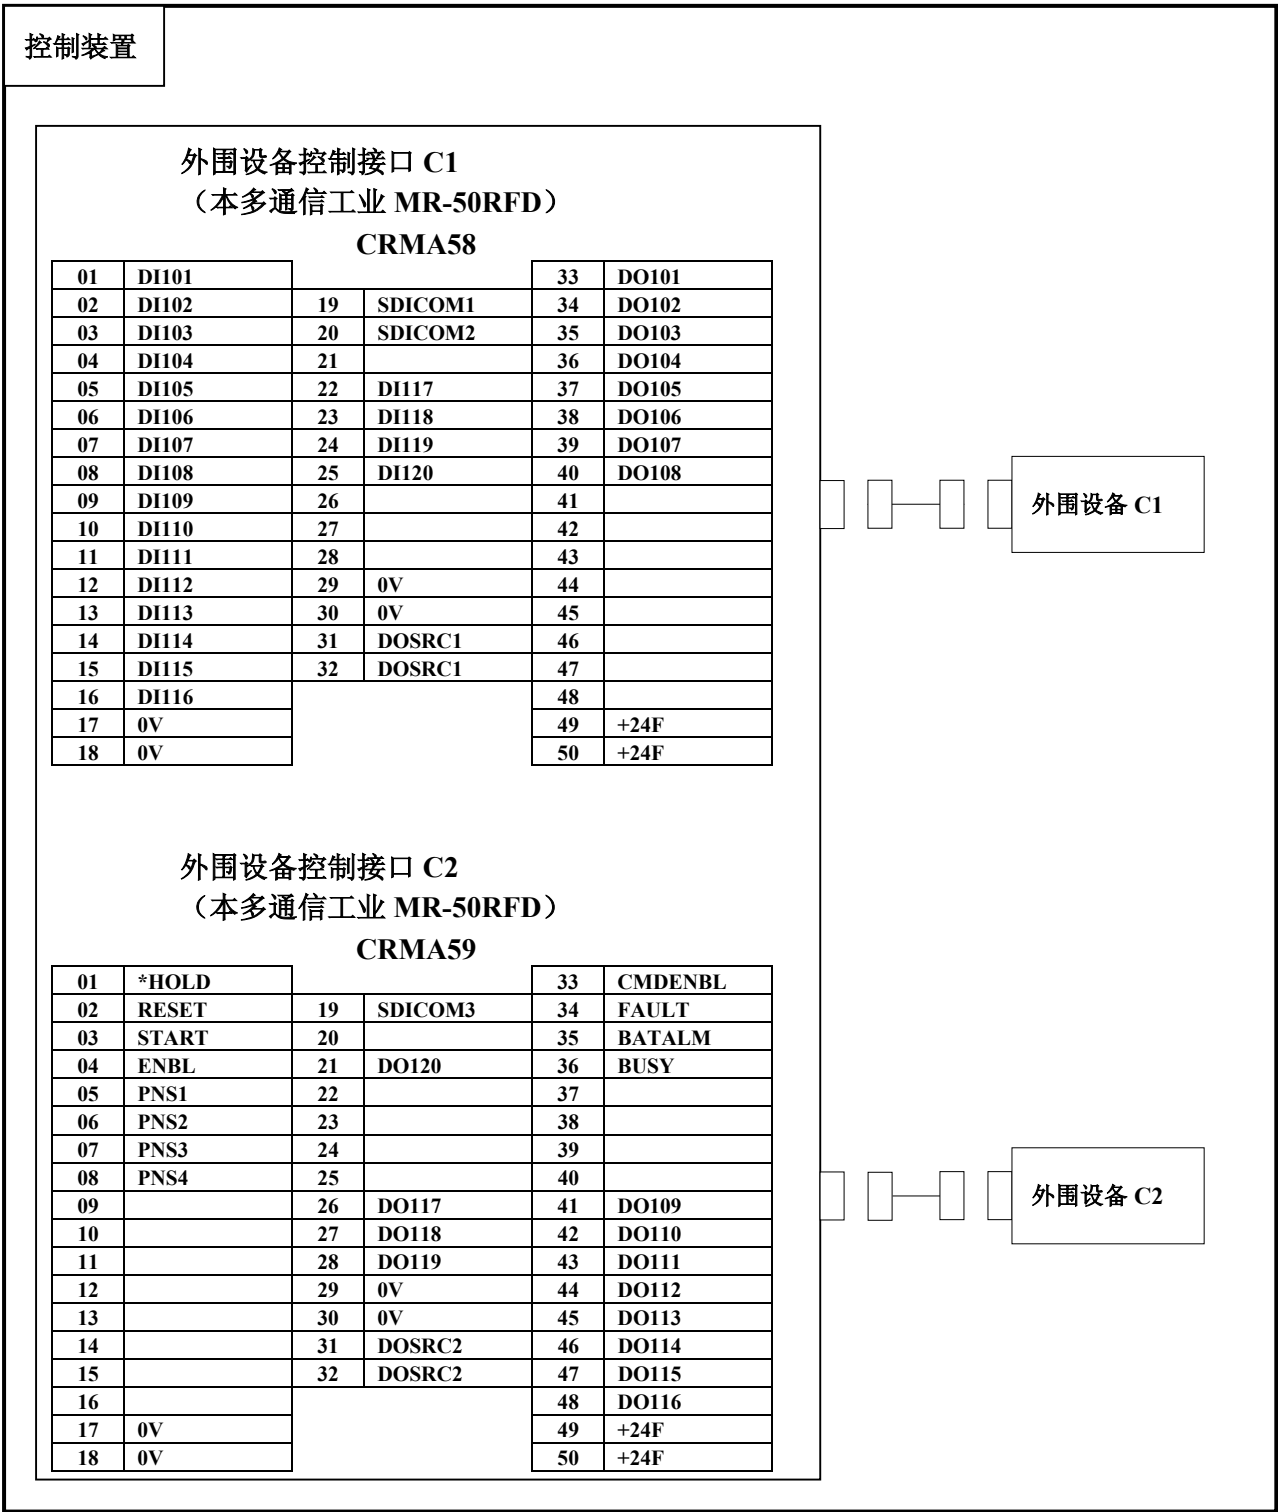 控制装置
外围设备控制接口 C1
（本多通信工业 MR-50RFD）
CRMA58
01 DI101 33 DO101
02 DI102 19 SDICOM1 34 DO102
03 DI103 20 SDICOM2 35 DO103
04 DI104 21 36 DO104
05 DI105 22 DI117 37 DO105
06 DI106 23 DI118 38 DO106
07 DI107 24 DI119 39 DO107
08 DI108 25 DI120 40 DO108
09 DI109 26 41
10 DI110 27 42
11 DI111 28 43
12 DI112 29 0V 44
13 DI113 30 0V 45
14 DI114 31 DOSRC1 46
15 DI115 32 DOSRC1 47
16 DI116 48
17 0V 49 +24F
18 0V 50 +24F
外围设备 C1
外围设备控制接口 C2
（本多通信工业 MR-50RFD）
CRMA59
01 *HOLD 33 CMDENBL
02 RESET 19 SDICOM3 34 FAULT
03 START 20 35 BATALM
04 ENBL 21 DO120 36 BUSY
05 PNS1 22 37
06 PNS2 23 38
07 PNS3 24 39
08 PNS4 25 40
09 26 DO117 41 DO109
10 27 DO118 42 DO110
11 28 DO119 43 DO111
12 29 0V 44 DO112
13 30 0V 45 DO113
14 31 DOSRC2 46 DO114
15 32 DOSRC2 47 DO115
16 48 DO116
17 0V 49 +24F
18 0V 50 +24F
外围设备 C2